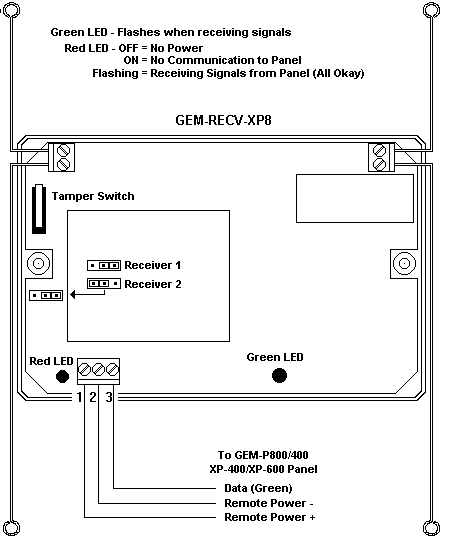 Green LED - Flashes when receiving signals
Red LED - OFF = No Power
ON = No Communication to Panel
Flashing = Receiving Signals from Panel (All Okay)
GEM-RECV-XP8
Tamper Switch
Receiver 1
Receiver 2
Red LED
Green LED
1 2 3
To GEM-P800/400
XP-400/XP-600 Panel
Data (Green)
Remote Power -
Remote Power +